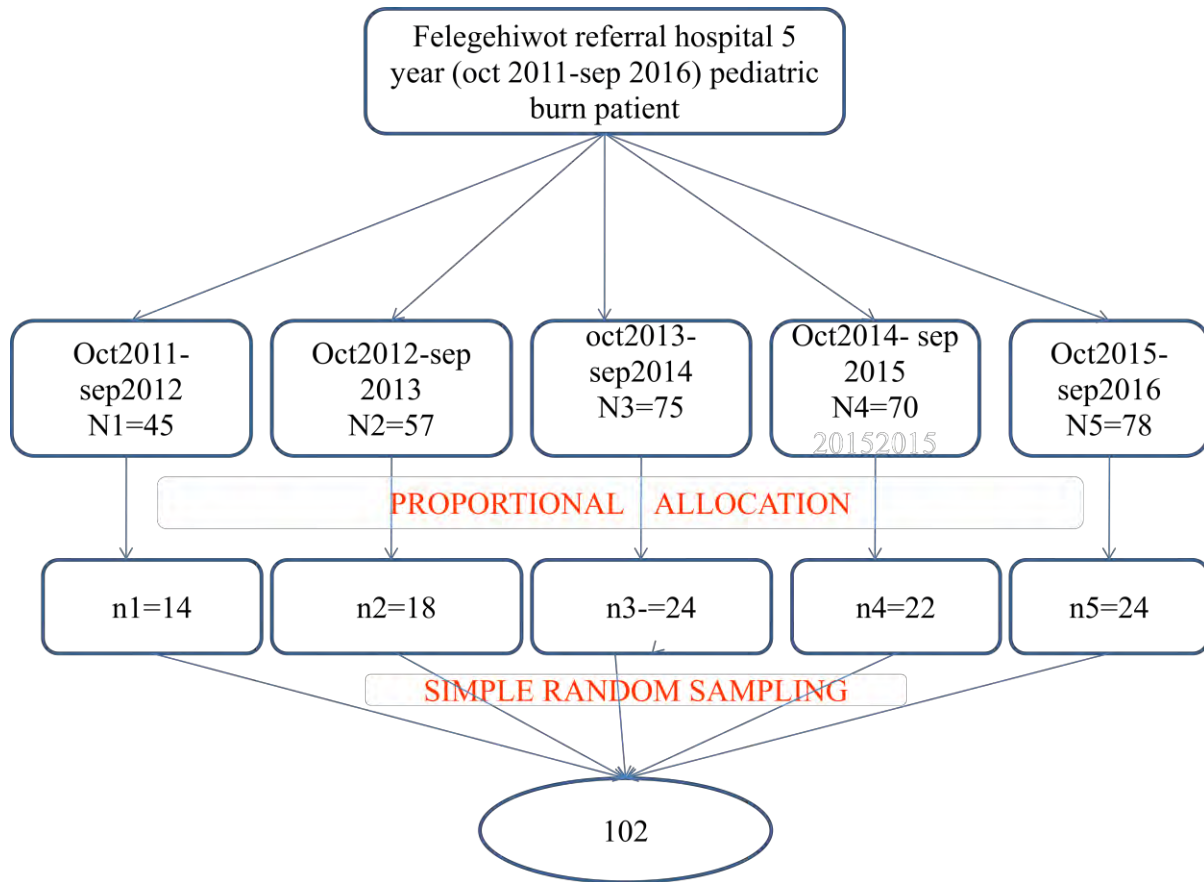 Felegehiwot referral hospital 5
year (oct 2011-sep 2016) pediatric
burn patient
Oct2011-
sep2012
N1=45
Oct2012-sep
2013
N2=57
oct2013-
sep2014
N3=75
Oct2014- sep
2015
N4=70
20152015
Oct2015-
sep2016
N5=78
PROPORTIONAL ALLOCATION
n1=14
n2=18
n3-=24
n4=22
n5=24
SIMPLE RANDOM SAMPLING
102